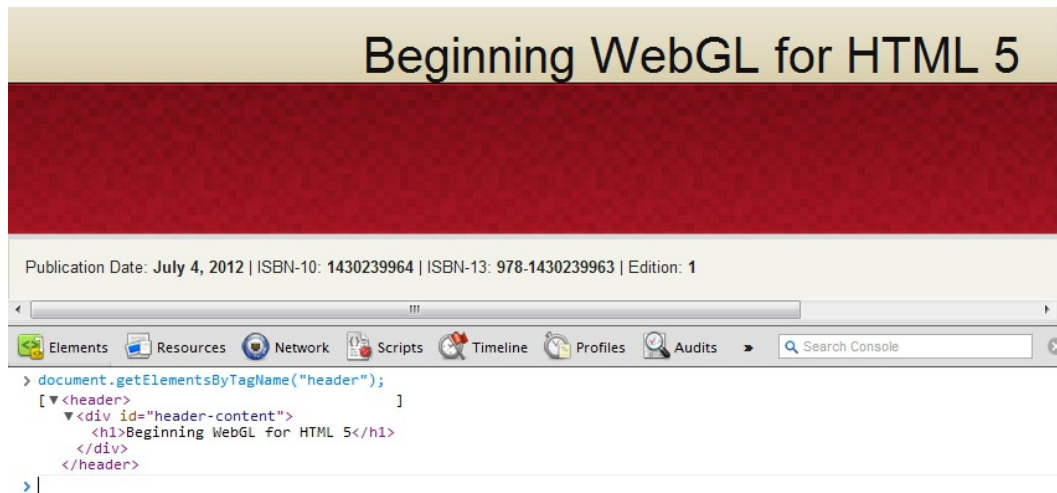 Beginning WebGL for HTML 5
Publication Date: July 4, 2012 | ISBN-10: 1430239964 | ISBN-13: 978-1430239963 | Edition: 1
Elements Resources Network Scripts Timeline Profiles Audits » Search Console
> document.getElementsByTagName("header");
[▼<header> ]
▼<div id="header-content">
<h1>Beginning WebGL for HTML 5</h1>
</div>
</header>
>